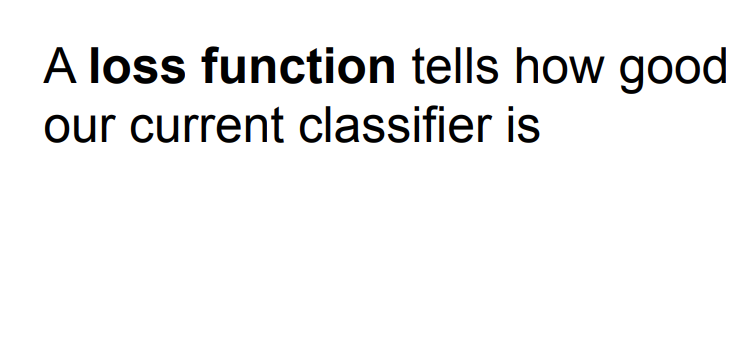 A loss function tells how good
our current classifier is